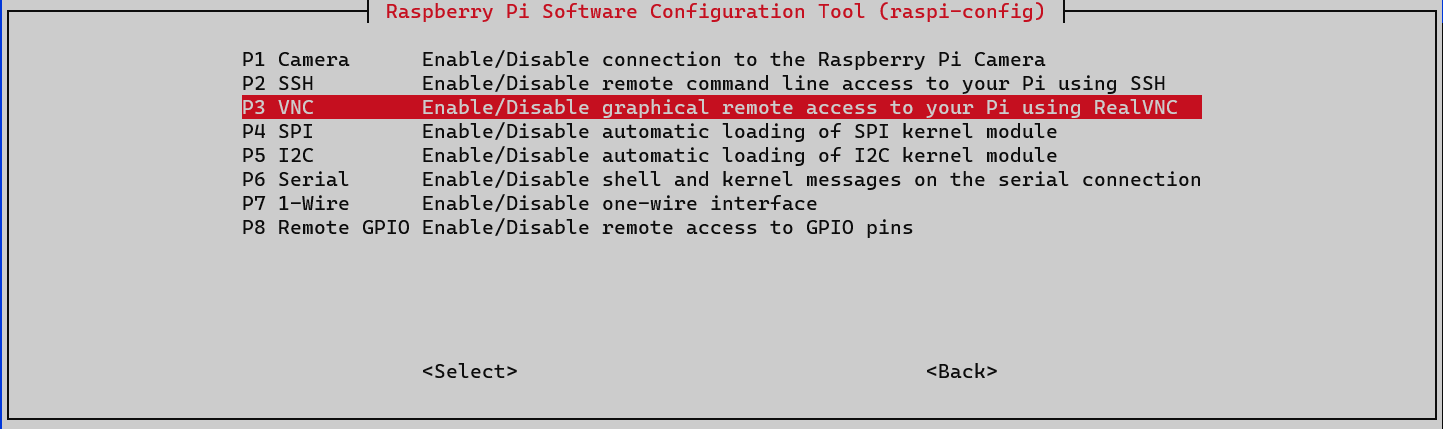 Raspberry Pi Software Configuration Tool (raspi-config)
P1 Camera Enable/Disable connection to the Raspberry Pi Camera
P2 SSH Enable/Disable remote command line access to your Pi using SSH
P3 VNC Enable/Disable graphical remote access to your Pi using RealVNC
P4 SPI Enable/Disable automatic loading of SPI kernel module
P5 I2C Enable/Disable automatic loading of I2C kernel module
P6 Serial Enable/Disable shell and kernel messages on the serial connection
P7 1-Wire Enable/Disable one-wire interface
P8 Remote GPIO Enable/Disable remote access to GPIO pins
<Select> <Back>